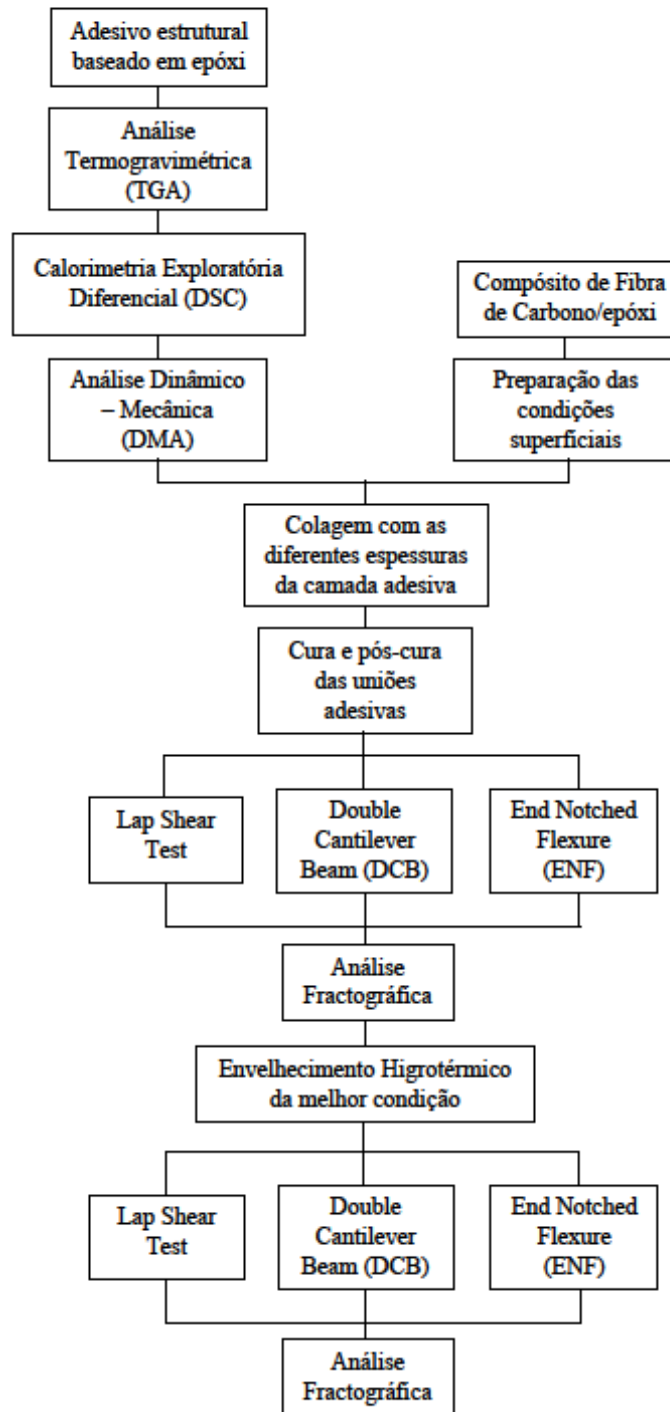 Adesivo estrutural
baseado em epóxi
Análise
Termogravimétrica
(TGA)
Calorimetria Exploratória
Diferencial (DSC)
Análise Dinâmico
– Mecânica
(DMA)
Compósito de Fibra
de Carbono/epóxi
Preparação das
condições
superficiais
Colagem com as
diferentes espessuras
da camada adesiva
Cura e pós-cura
das uniões
adesivas
Lap Shear
Test
Double
Cantilever
Beam (DCB)
End Notched
Flexure
(ENF)
Análise
Fractográfica
Envelhecimento Higrotérmico
da melhor condição
Lap Shear
Test
Double
Cantilever
Beam (DCB)
End Notched
Flexure
(ENF)
Análise
Fractográfica